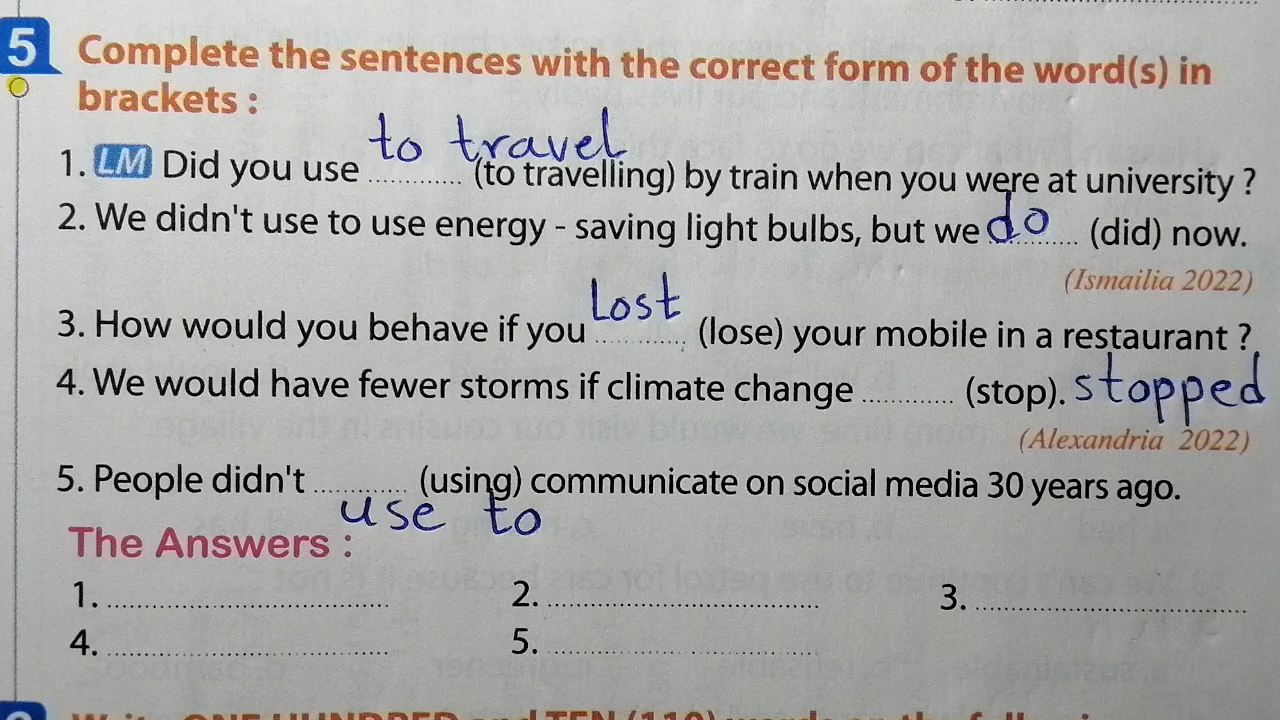 5 Complete the sentences with the correct form of the word(s) in
brackets :
to travel
1. LM Did you use ............ (to travelling) by train when you were at university ?
2. We didn't use to use energy - saving light bulbs, but we do ......... (did) now.
(Ismailia 2022)
Lost
3. How would you behave if you ............ (lose) your mobile in a restaurant ?
4. We would have fewer storms if climate change ............ (stop). stopped
(Alexandria 2022)
5. People didn't ............ (using) communicate on social media 30 years ago.
use to
The Answers :
1. ........................................ 2. ........................................ 3. ........................................
4. ........................................ 5. ........................................